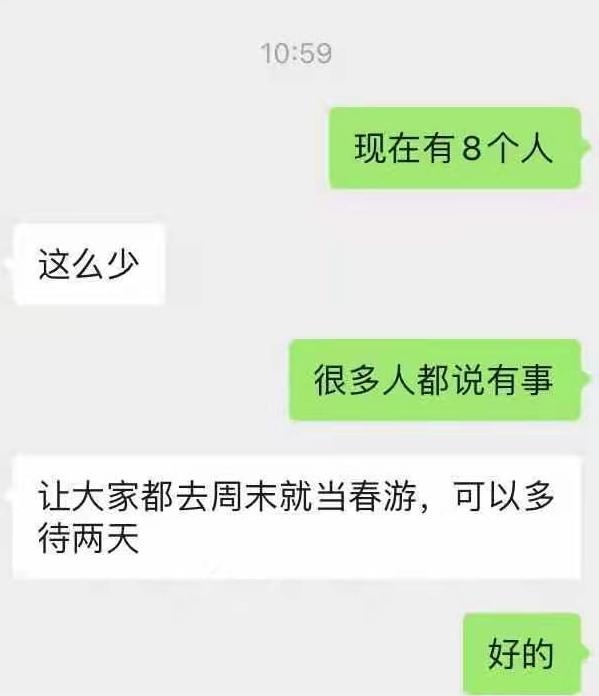 10:59
现在有8个人
这么少
很多人都说有事
让大家都去周末就当春游，可以多
待两天
好的